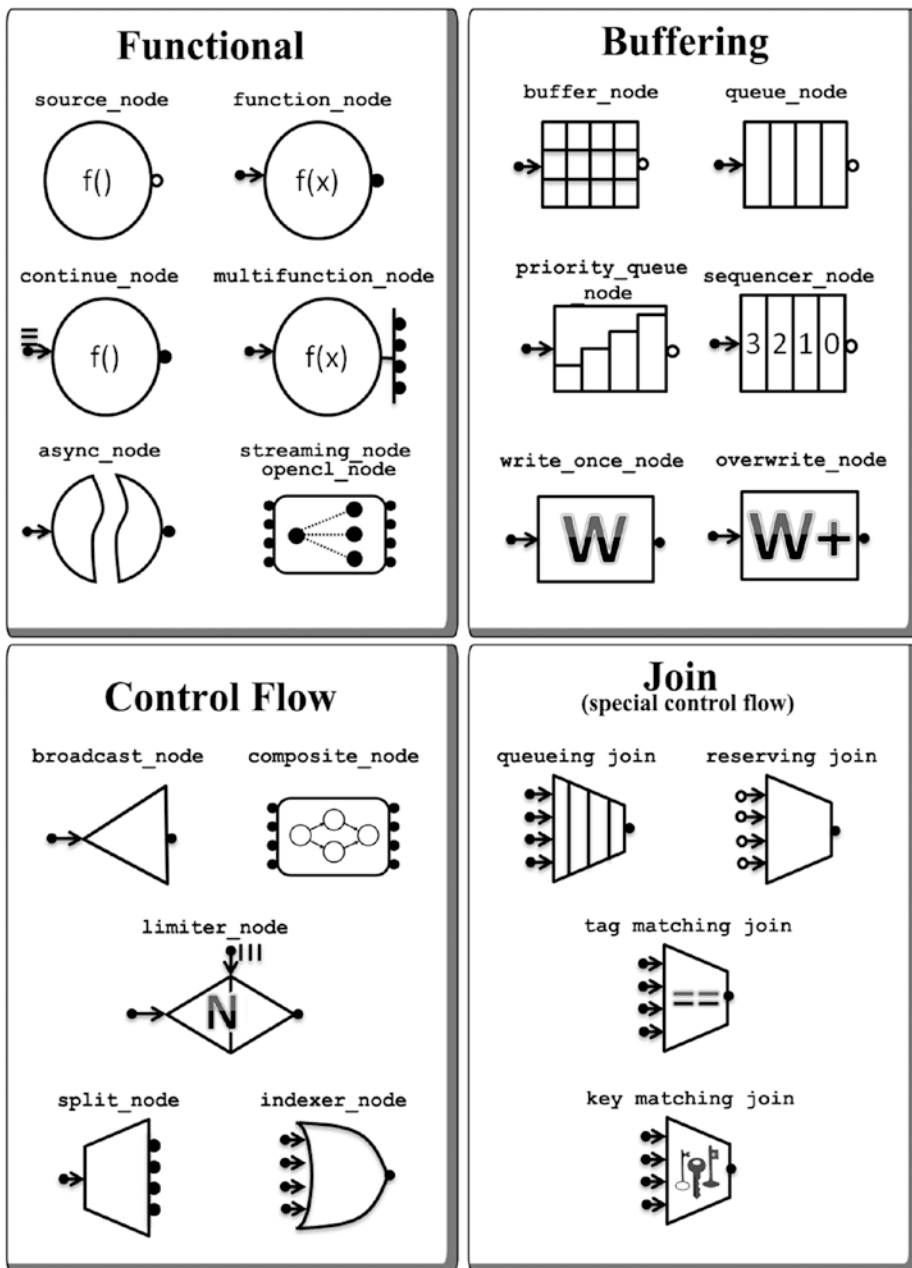 Functional
source_node function_node
f() f(x)
continue_node multifunction_node
f() f(x)
async_node streaming_node
opencl_node
Buffering
buffer_node queue_node
priority_queue sequencer_node
_node
3 2 1 0
write_once_node overwrite_node
W W+
Control Flow
broadcast_node composite_node
limiter_node
N
split_node indexer_node
Join
(special control flow)
queueing join reserving join
tag matching join
==
key matching join